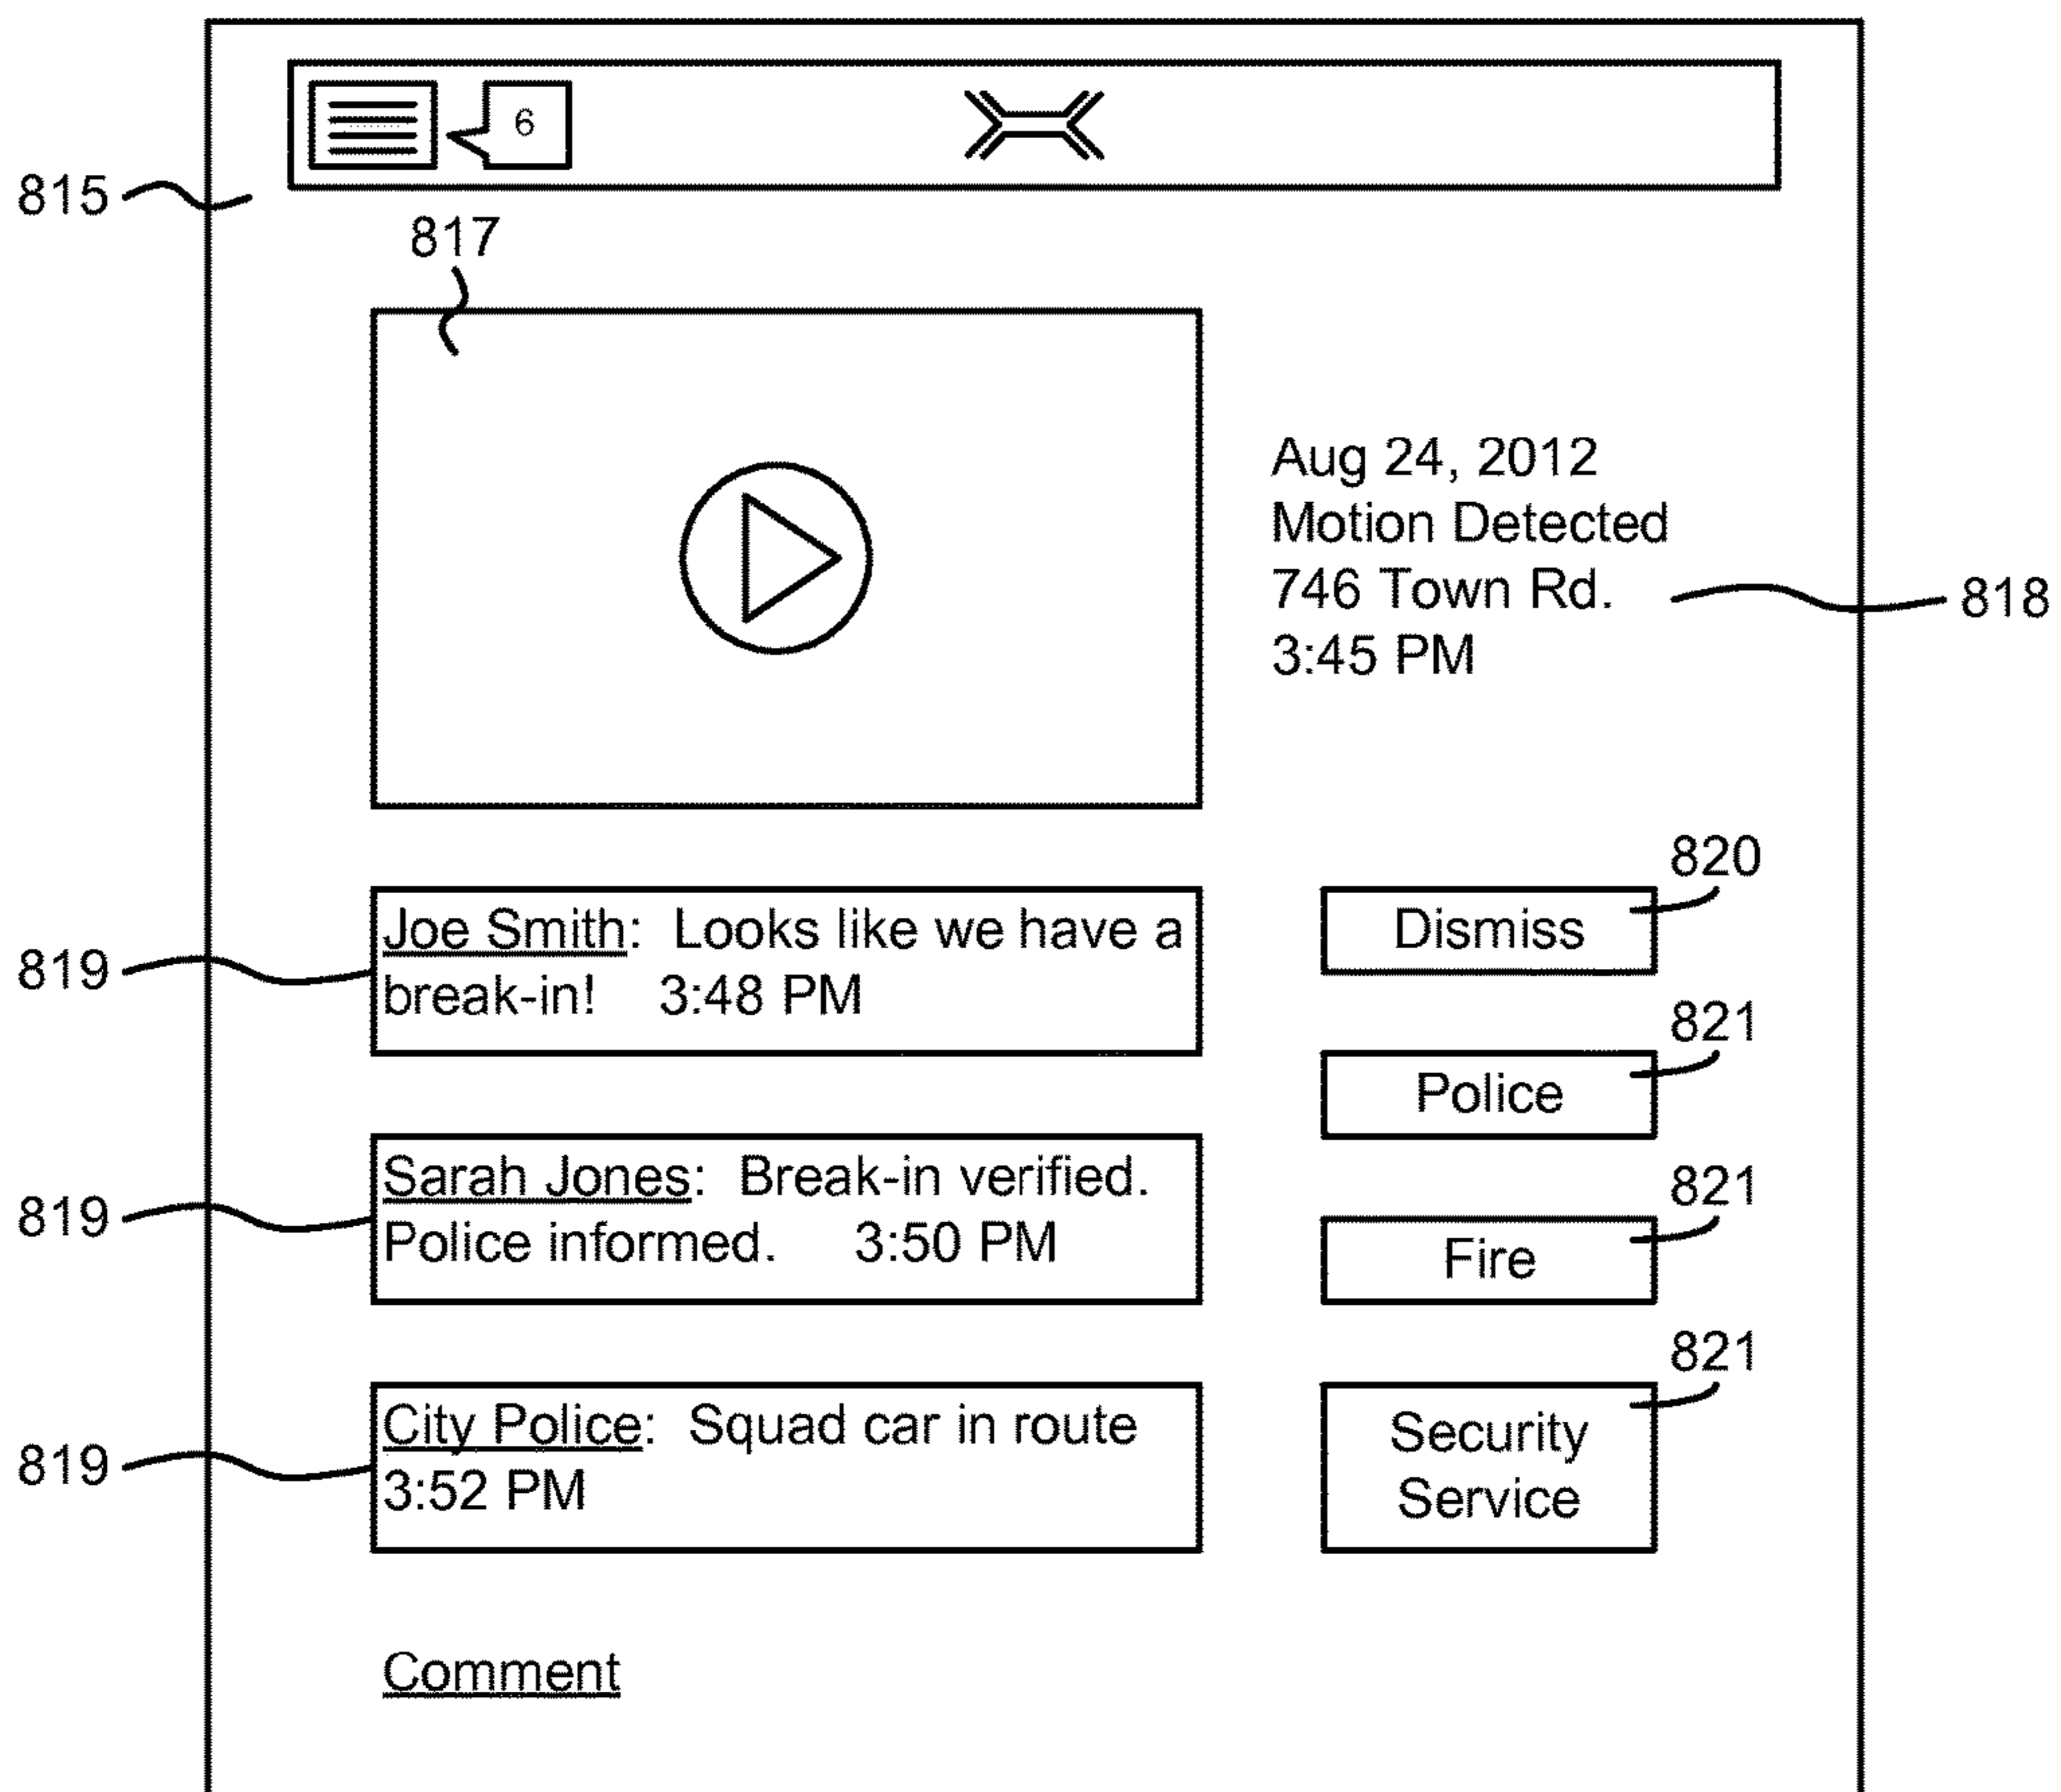 6
815
817
Aug 24, 2012
Motion Detected
746 Town Rd.
818
3:45 PM
820
Joe Smith: Looks like we have a
break-in! 3:48 PM
819
Dismiss
821
Police
Sarah Jones: Break-in verified.
Police informed. 3:50 PM
819
821
Fire
821
City Police: Squad car in route
3:52 PM
819
Security
Service
Comment